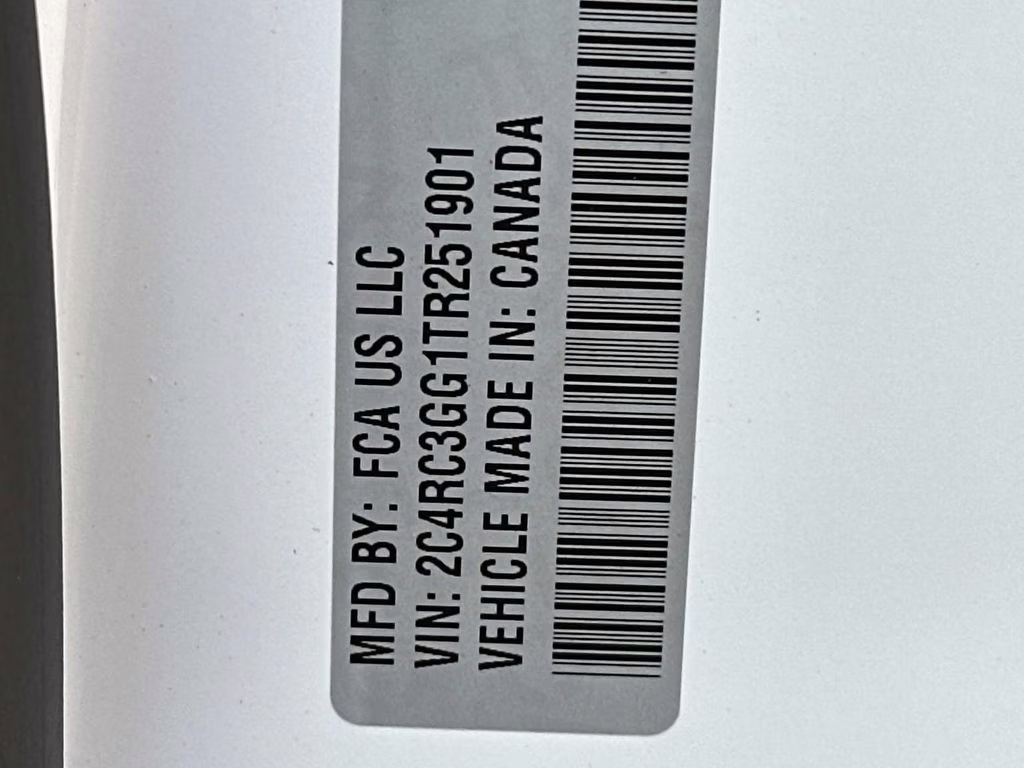 MFD BY: FCA US LLC
VIN: 2C4RC3GG1TR251901
VEHICLE MADE IN: CANADA